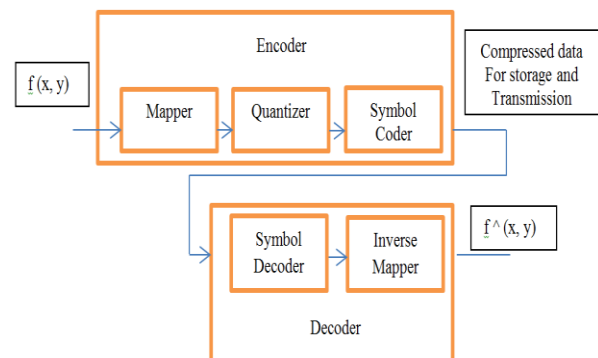 Encoder
Compressed data
For storage and
Transmission
f (x, y)
Mapper
Quantizer
Symbol
Coder
Symbol
Decoder
Inverse
Mapper
f ^ (x, y)
Decoder